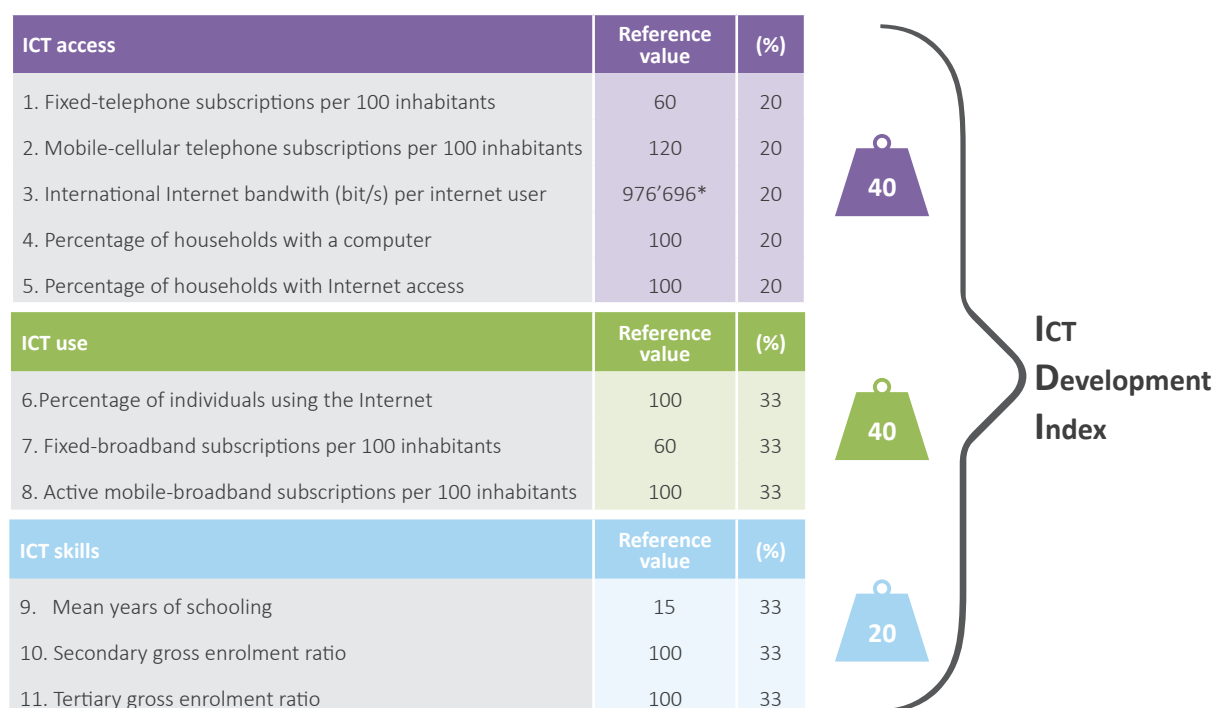 ICT access Reference value (%)
1. Fixed-telephone subscriptions per 100 inhabitants 60 20
2. Mobile-cellular telephone subscriptions per 100 inhabitants 120 20
3. International Internet bandwith (bit/s) per internet user 976’696* 20
4. Percentage of households with a computer 100 20
5. Percentage of households with Internet access 100 20
40
ICT use Reference value (%)
6.Percentage of individuals using the Internet 100 33
7. Fixed-broadband subscriptions per 100 inhabitants 60 33
8. Active mobile-broadband subscriptions per 100 inhabitants 100 33
40
ICT skills Reference value (%)
9. Mean years of schooling 15 33
10. Secondary gross enrolment ratio 100 33
11. Tertiary gross enrolment ratio 100 33
20
ICT
Development
Index